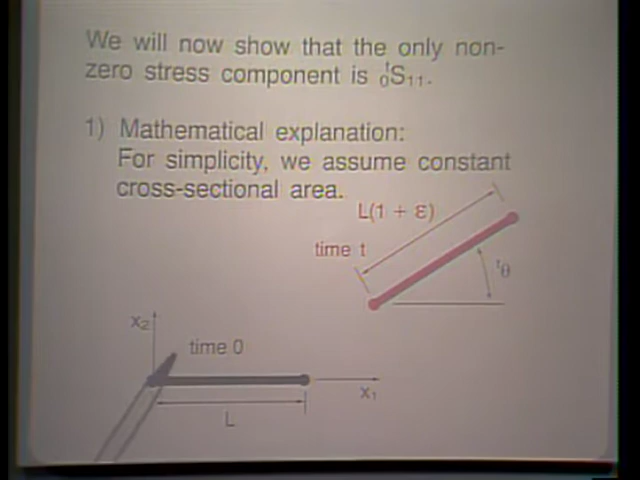 We will now show that the only non-
zero stress component is ᵗ₀S₁₁.
1) Mathematical explanation:
For simplicity, we assume constant
cross-sectional area.
L(1 + ε)
time t
ᵗθ
x₂
time 0
x₁
L